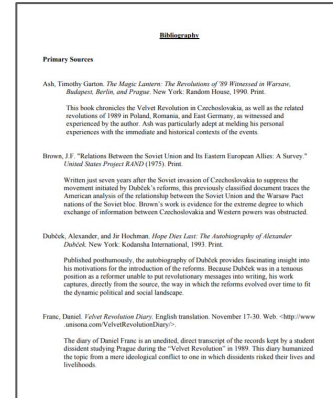 Bibliography
Primary Sources
Ash, Timothy Garton. The Magic Lantern: The Revolutions of '89 Witnessed in Warsaw,
Budapest, Berlin, and Prague. New York: Random House, 1990. Print.
This book chronicles the Velvet Revolution in Czechoslovakia, as well as the related
revolutions of 1989 in Poland, Romania, and East Germany, as witnessed and
experienced by the author. Ash was particularly adept at melding his personal
experiences with the immediate and historical contexts of the events.
Brown, J.F. "Relations Between the Soviet Union and Its Eastern European Allies: A Survey."
United States Project RAND (1975). Print.
Written just seven years after the Soviet invasion of Czechoslovakia to suppress the
movement initiated by Dubček's reforms, this previously classified document traces the
American analysis of the relationship between the Soviet Union and the Warsaw Pact
nations of the Soviet bloc. Brown's work is evidence for the extreme degree to which
exchange of information between Czechoslovakia and Western powers was obstructed.
Dubček, Alexander, and Jir Hochman. Hope Dies Last: The Autobiography of Alexander
Dubček. New York: Kodansha International, 1993. Print.
Published posthumously, the autobiography of Dubček provides fascinating insight into
his motivations for the introduction of the reforms. Because Dubček was in a tenuous
position as a reformer unable to put revolutionary messages into writing, his work
captures, directly from the source, the way in which the reforms evolved over time to fit
the dynamic political and social landscape.
Franc, Daniel. Velvet Revolution Diary. English translation. November 17-30. Web. <http://www
.unisona.com/VelvetRevolutionDiary/>.
The diary of Daniel Franc is an unedited, direct transcript of the records kept by a student
dissident studying Prague during the "Velvet Revolution" in 1989. This diary humanized
the topic from a mere ideological conflict to one in which dissidents risked their lives and
livelihoods.